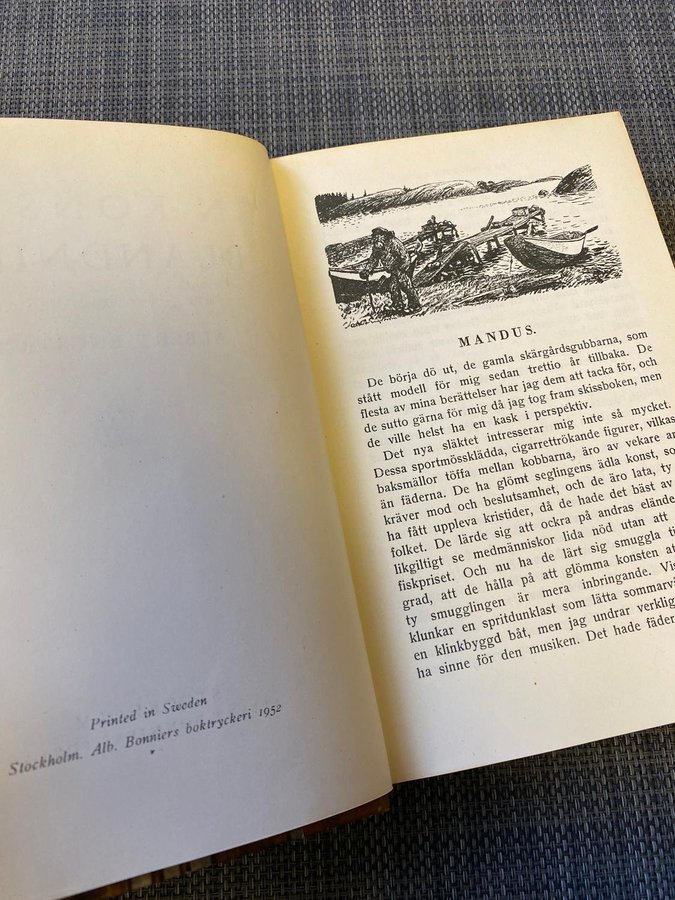 Printed in Sweden
Stockholm. Alb. Bonniers boktryckeri 1952
MANDUS.
De börja dö ut, de gamla skärgårdsgubbarna, som
stått modell för mig sedan trettio år tillbaka. De
flesta av mina berättelser har jag dem att tacka för, och
de sutto gärna för mig då jag tog fram skissboken, men
de ville helst ha en kask i perspektiv.
Det nya släktet intresserar mig inte så mycket.
Dessa sportmössklädda, cigarrettrökande figurer, vilkas
baksmällor töffa mellan kobbarna, äro av vekare
än fäderna. De ha glömt seglingens ädla konst,
kräver mod och beslutsamhet, och de äro lata, ty
ha fått uppleva kristider, då de hade det bäst av
folket. De lärde sig att ockra på andras
likgiltigt se medmänniskor lida nöd utan att
fiskpriset. Och nu ha de lärt sig smuggla
grad, att de hålla på att glömma konsten
ty smugglingen är mera inbringande.
klunkar en spritdunklast som lätta
en klinkbyggd båt, men jag undrar
ha sinne för den musiken. Det hade